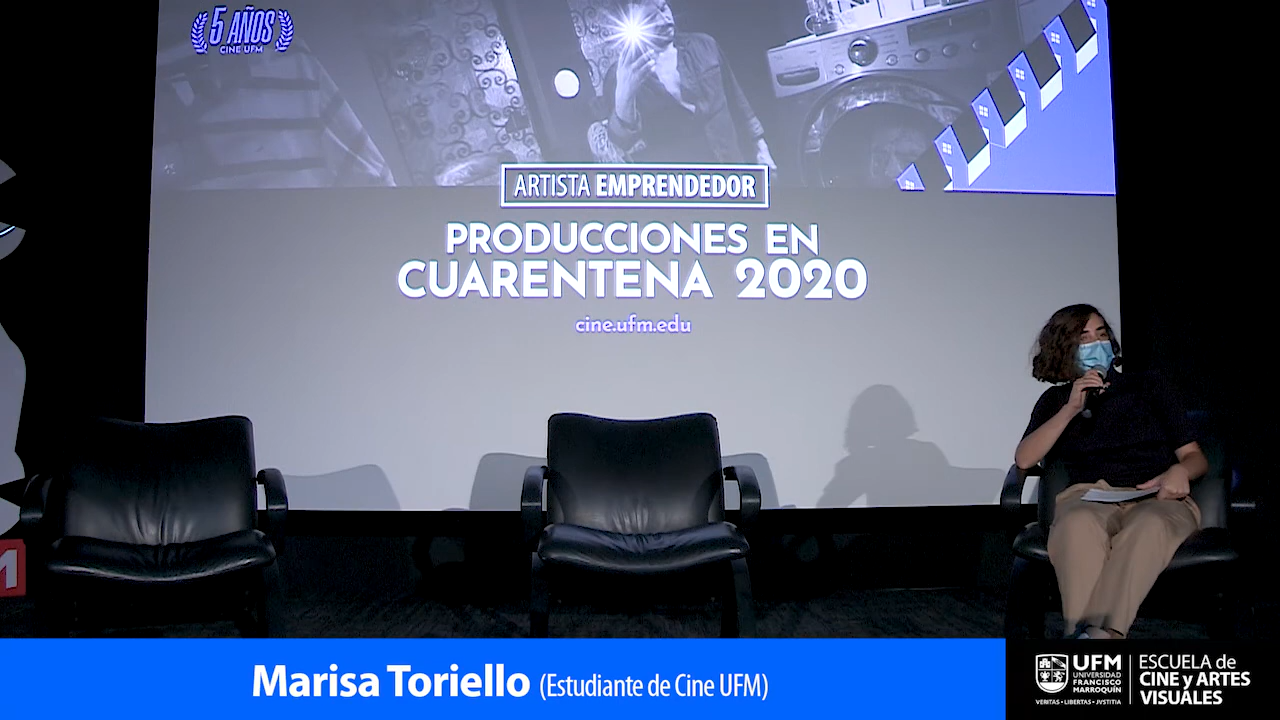 5 AÑOS
CINE UFM
ARTISTA EMPRENDEDOR
PRODUCCIONES EN
CUARENTENA 2020
cine.ufm.edu
M
Marisa Toriello (Estudiante de Cine UFM)
UFM
UNIVERSIDAD
FRANCISCO
MARROQUÍN
VERITAS • LIBERTAS • JVSTITIA
ESCUELA de
CINE y ARTES
VISUALES